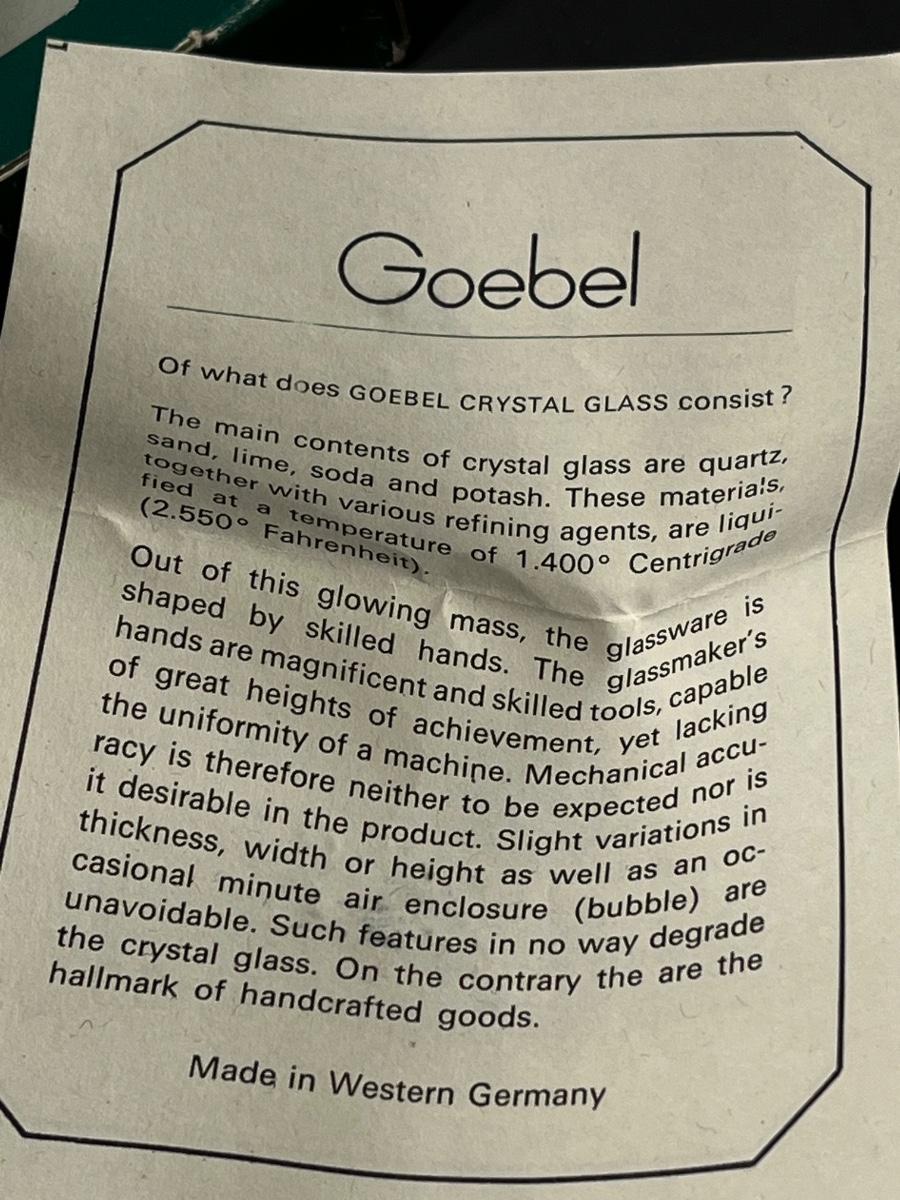 Goebel
Of what does GOEBEL CRYSTAL GLASS consist?
The main contents of crystal glass are quartz,
sand, lime, soda and potash. These materials,
together with various refining agents, are liqui-
fied at a temperature of 1.400° Centrigrade
(2.550° Fahrenheit).
Out of this glowing mass, the glassware is
shaped by skilled hands. The glassmaker's
hands are magnificent and skilled tools, capable
of great heights of achievement, yet lacking
the uniformity of a machine. Mechanical accu-
racy is therefore neither to be expected nor is
it desirable in the product. Slight variations in
thickness, width or height as well as an oc-
casional minute air enclosure (bubble) are
unavoidable. Such features in no way degrade
the crystal glass. On the contrary the are the
hallmark of handcrafted goods.
Made in Western Germany